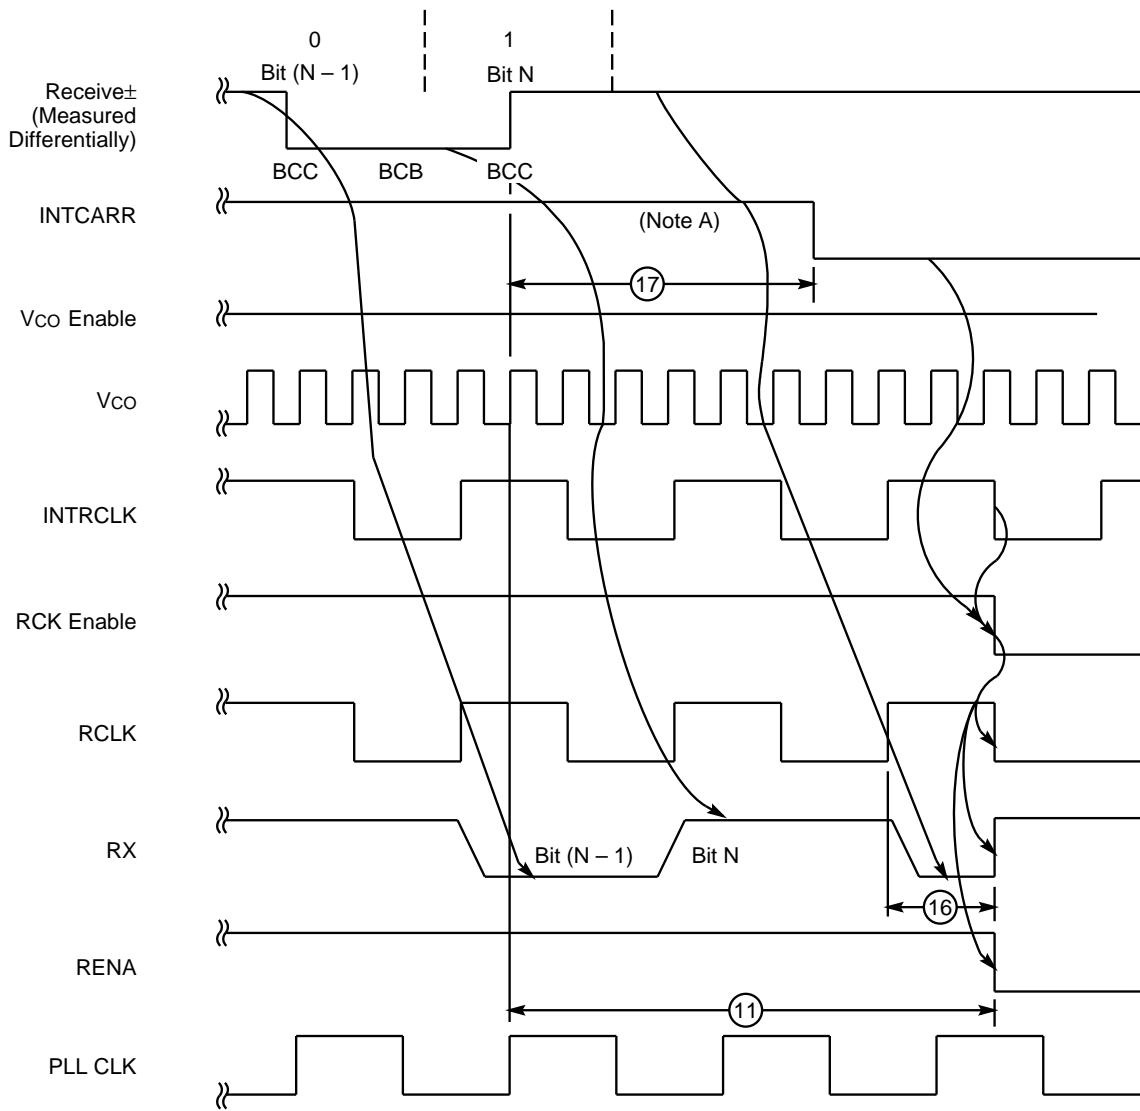 0 1
Bit (N – 1) Bit N
Receive±
(Measured
Differentially)
BCC BCB BCC
INTCARR
(Note A)
17
VCO Enable
VCO
INTRCLK
RCK Enable
RCLK
RX
Bit (N – 1) Bit N
16
RENA
11
PLL CLK